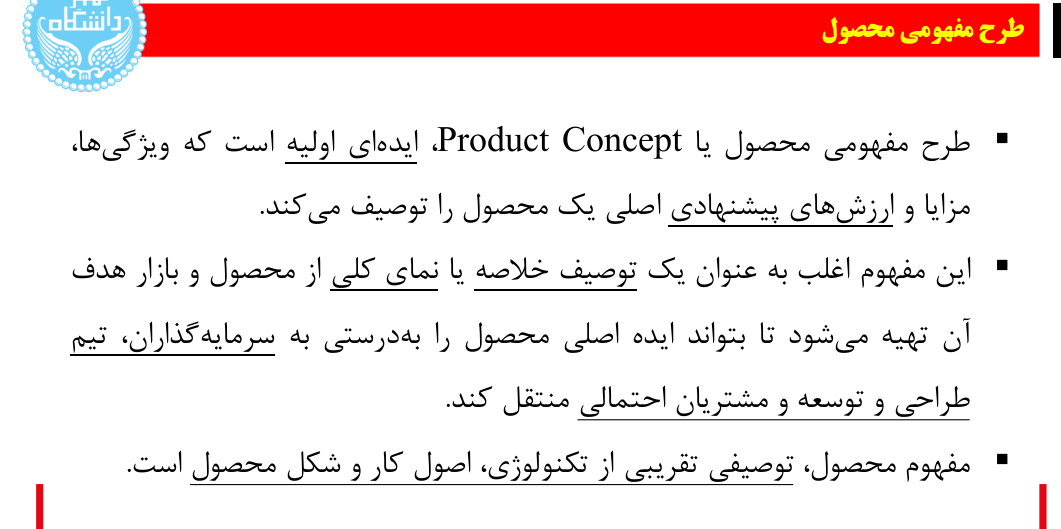 دانشگاه
طرح مفهومی محصول
طرح مفهومی محصول یا Product Concept، ایده‌ای اولیه است که ویژگی‌ها،
مزایا و ارزش‌های پیشنهادی اصلی یک محصول را توصیف می‌کند.
این مفهوم اغلب به عنوان یک توصیف خلاصه یا نمای کلی از محصول و بازار هدف
آن تهیه می‌شود تا بتواند ایده اصلی محصول را به‌درستی به سرمایه‌گذاران، تیم
طراحی و توسعه و مشتریان احتمالی منتقل کند.
مفهوم محصول، توصیفی تقریبی از تکنولوژی، اصول کار و شکل محصول است.